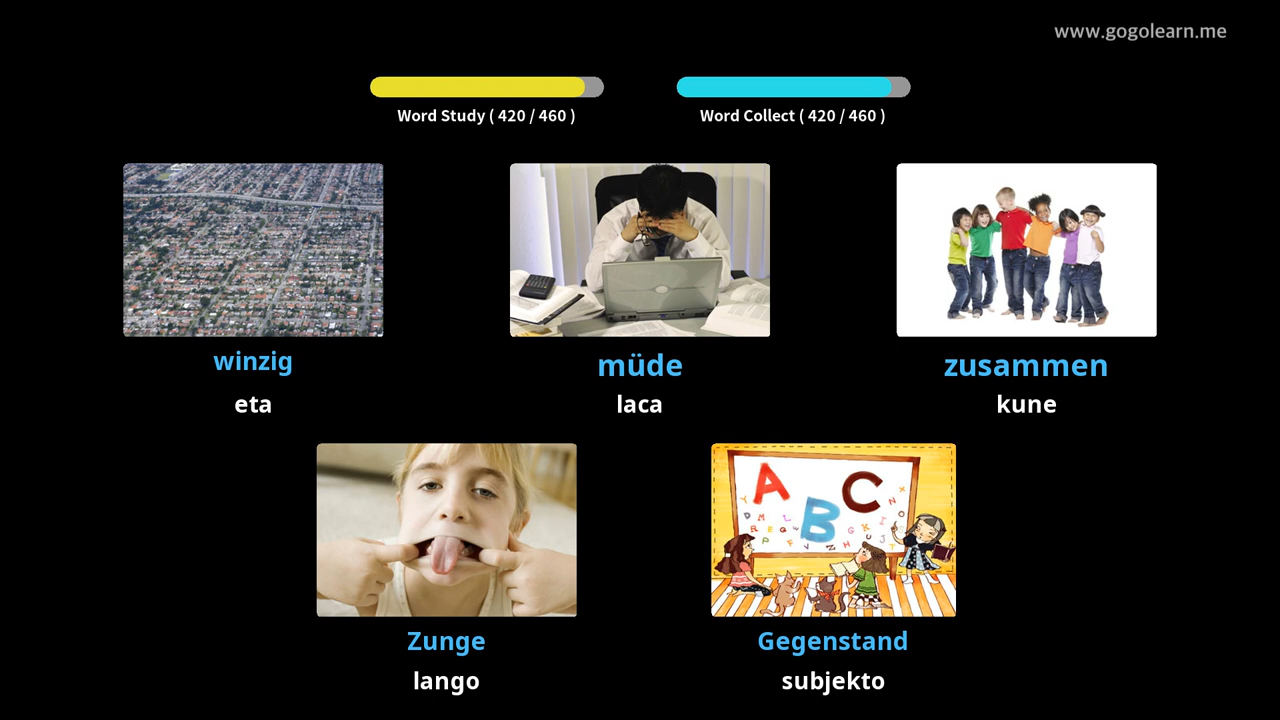 www.gogolearn.me
Word Study ( 420 / 460 )
Word Collect ( 420 / 460 )
winzig
müde
zusammen
eta
laca
kune
A B C
Zunge
Gegenstand
lango
subjekto